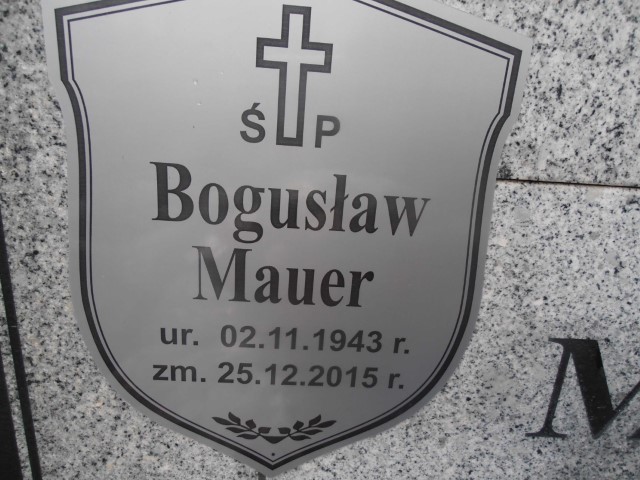 Ś P
Bogusław
Mauer
ur. 02.11.1943 r.
zm. 25.12.2015 r.
M